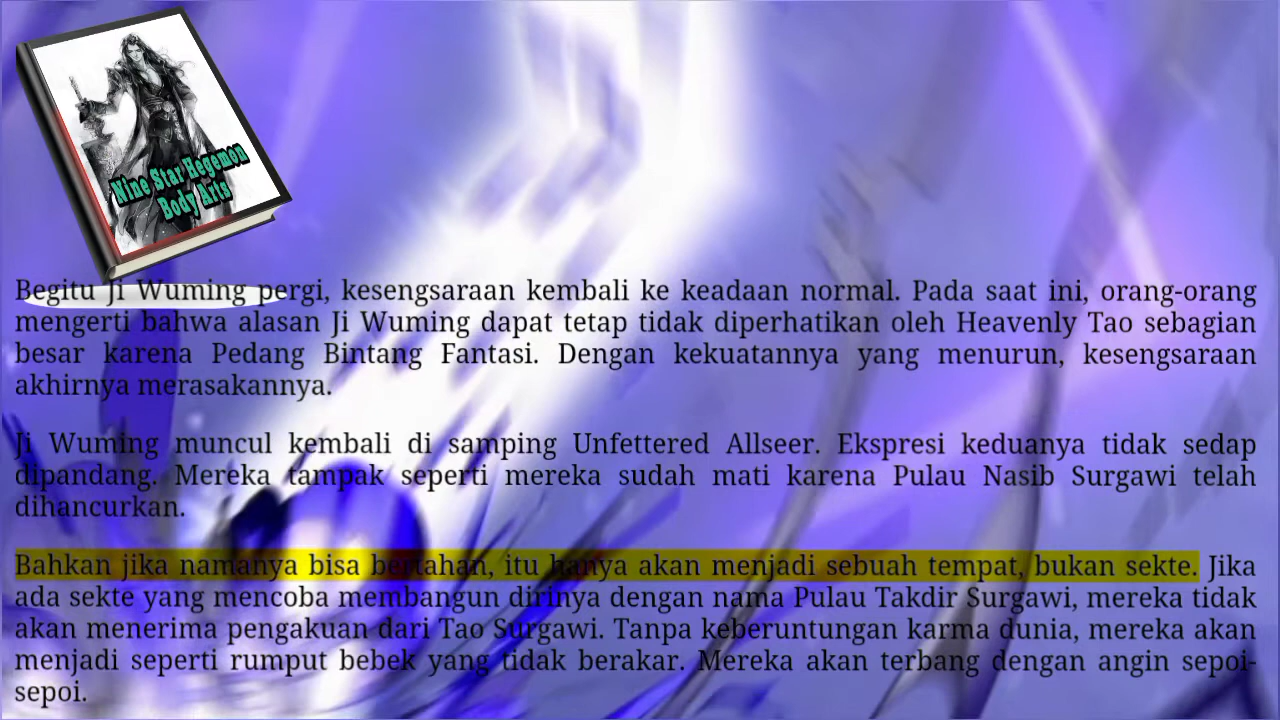 Nine Star Hegemon
Body Arts
Begitu Ji Wuming pergi, kesengsaraan kembali ke keadaan normal. Pada saat ini, orang-orang
mengerti bahwa alasan Ji Wuming dapat tetap tidak diperhatikan oleh Heavenly Tao sebagian
besar karena Pedang Bintang Fantasi. Dengan kekuatannya yang menurun, kesengsaraan
akhirnya merasakannya.
Ji Wuming muncul kembali di samping Unfettered Allseer. Ekspresi keduanya tidak sedap
dipandang. Mereka tampak seperti mereka sudah mati karena Pulau Nasib Surgawi telah
dihancurkan.
Bahkan jika namanya bisa bertahan, itu hanya akan menjadi sebuah tempat, bukan sekte. Jika
ada sekte yang mencoba membangun dirinya dengan nama Pulau Takdir Surgawi, mereka tidak
akan menerima pengakuan dari Tao Surgawi. Tanpa keberuntungan karma dunia, mereka akan
menjadi seperti rumput bebek yang tidak berakar. Mereka akan terbang dengan angin sepoi-
sepoi.